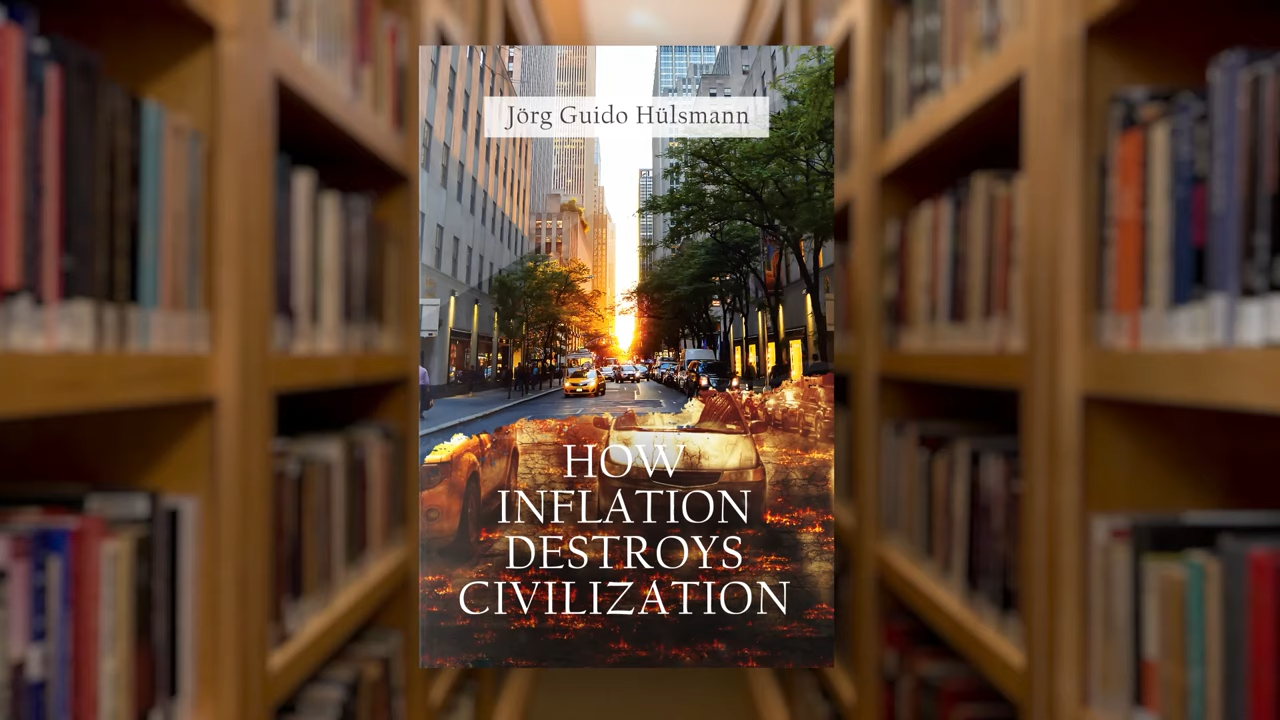 Jörg Guido Hülsmann
HOW
INFLATION
DESTROYS
CIVILIZATION